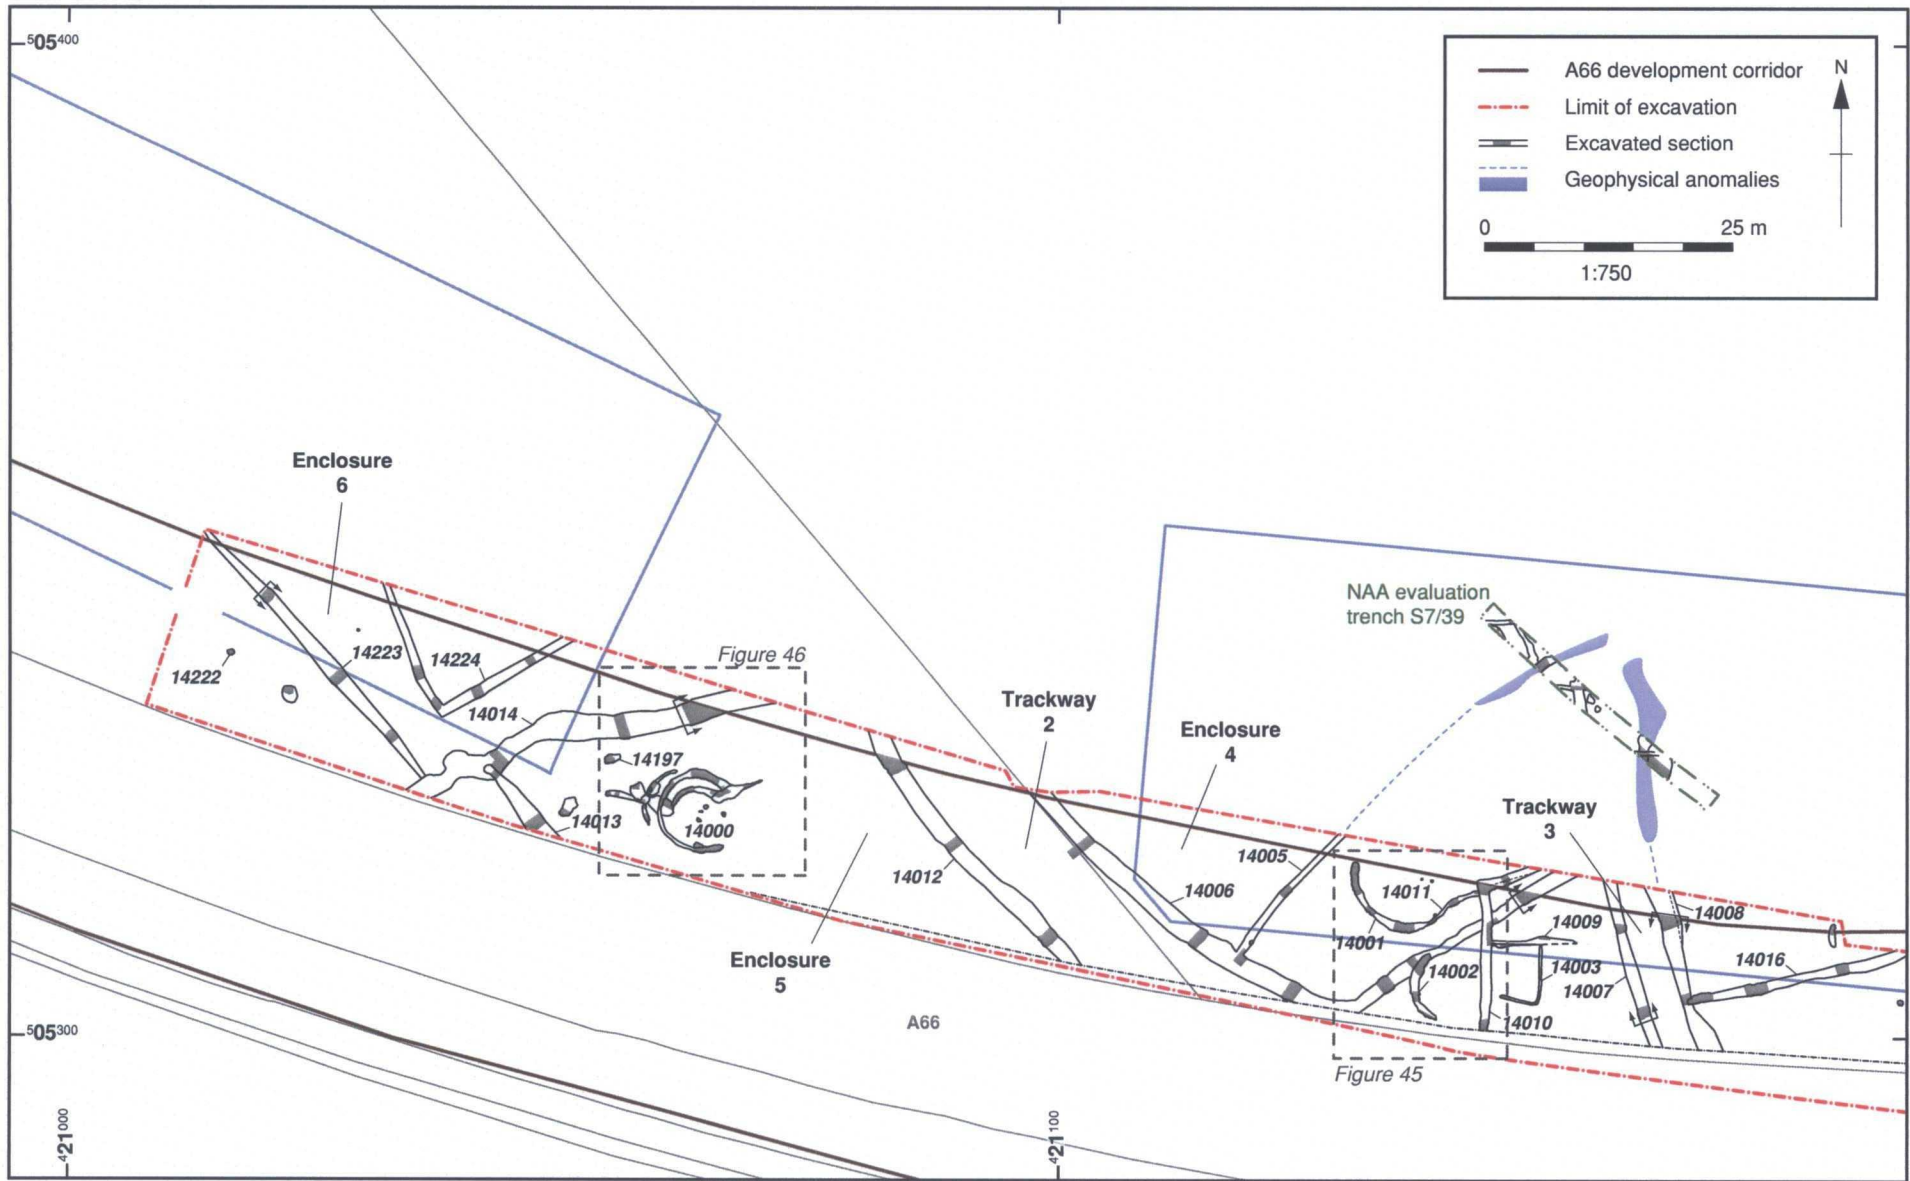 505400
A66 development corridor
N
Limit of excavation
Excavated section
Geophysical anomalies
0 25 m
1:750
Enclosure
6
NAA evaluation
trench S7/39
Figure 46
14223
14224
14222
14014
Trackway
2
Enclosure
4
14197
14000
14013
Trackway
3
14005
14012
14006
14011
14008
14009
14001
14002
14003
14016
14007
14010
Enclosure
5
A66
505300
Figure 45
421000
421100